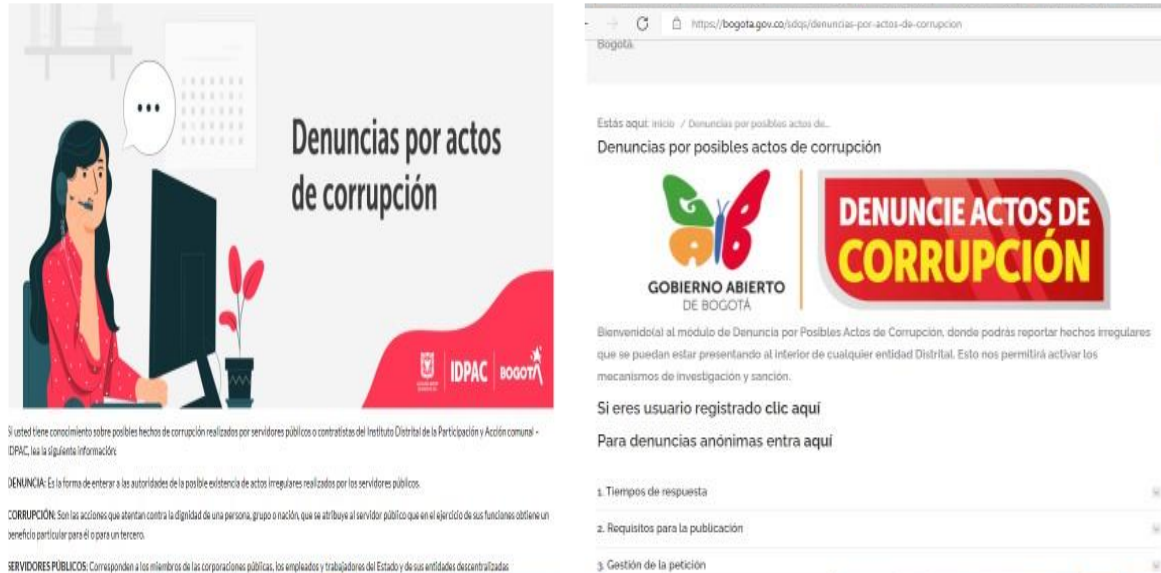 Denuncias por actos
de corrupción
IDPAC
BOGOTÁ
Si usted tiene conocimiento sobre posibles hechos de corrupción realizados por servidores públicos o contratistas del Instituto Distrital de la Participación y Acción comunal -
IDPAC, lea la siguiente información:
DENUNCIA: Es la forma de enterar a las autoridades de la posible existencia de actos irregulares realizados por los servidores públicos.
CORRUPCIÓN: Son las acciones que atentan contra la dignidad de una persona, grupo o nación, que se atribuye al servidor público que en el ejercicio de sus funciones obtiene un
beneficio particular para él o para un tercero.
SERVIDORES PÚBLICOS: Corresponden a los miembros de las corporaciones públicas, los empleados y trabajadores del Estado y de sus entidades descentralizadas
https://bogota.gov.co/sdqs/denuncias-por-actos-de-corrupcion
Bogotá.
Estás aquí: Inicio / Denuncias por posibles actos de...
Denuncias por posibles actos de corrupción
GAB
GOBIERNO ABIERTO
DE BOGOTÁ
DENUNCIE ACTOS DE
CORRUPCIÓN
Bienvenido(a) al módulo de Denuncia por Posibles Actos de Corrupción, donde podrás reportar hechos irregulares
que se puedan estar presentando al interior de cualquier entidad Distrital. Esto nos permitirá activar los
mecanismos de investigación y sanción.
Si eres usuario registrado clic aquí
Para denuncias anónimas entra aquí
1. Tiempos de respuesta
2. Requisitos para la publicación
3. Gestión de la petición